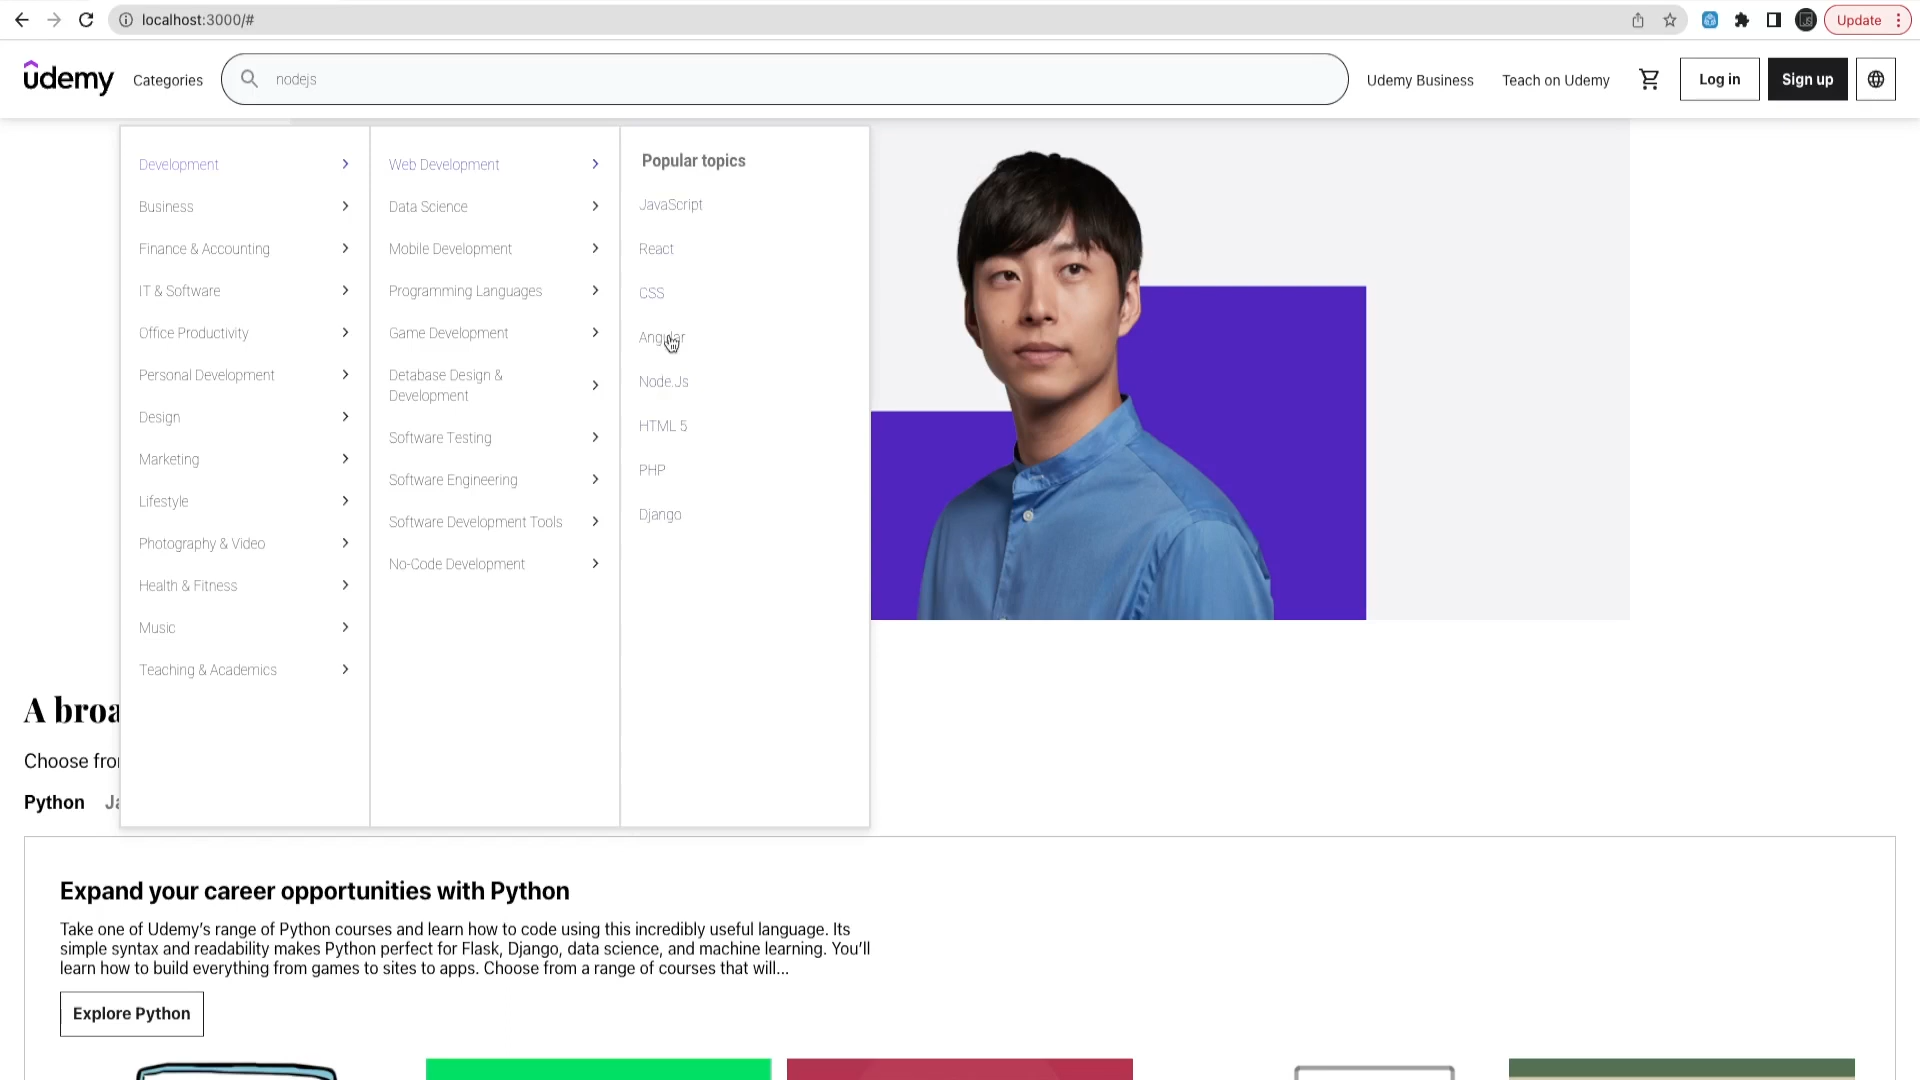 localhost:3000/#
Update
udemy
Categories
nodejs
Udemy Business
Teach on Udemy
Log in
Sign up
Development
Business
Finance & Accounting
IT & Software
Office Productivity
Personal Development
Design
Marketing
Lifestyle
Photography & Video
Health & Fitness
Music
Teaching & Academics
Web Development
Data Science
Mobile Development
Programming Languages
Game Development
Detabase Design &
Development
Software Testing
Software Engineering
Software Development Tools
No-Code Development
Popular topics
JavaScript
React
CSS
Angular
Node.Js
HTML 5
PHP
Django
A broa
Choose fro
Python Ja
Expand your career opportunities with Python
Take one of Udemy's range of Python courses and learn how to code using this incredibly useful language. Its
simple syntax and readability makes Python perfect for Flask, Django, data science, and machine learning. You'll
learn how to build everything from games to sites to apps. Choose from a range of courses that will...
Explore Python